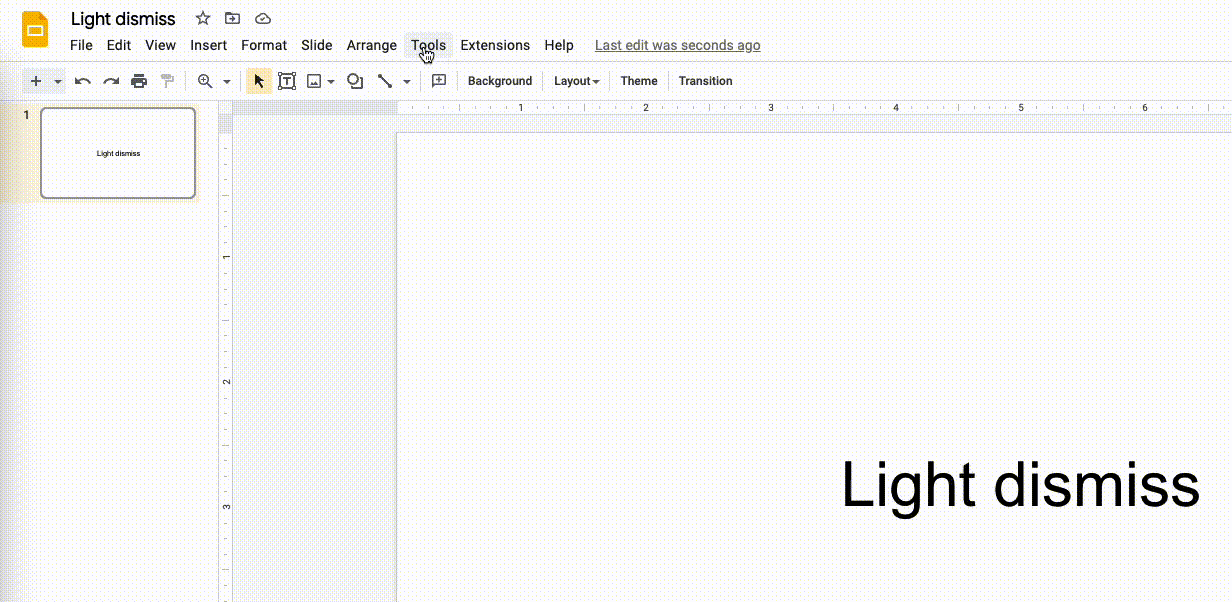 Light dismiss
File Edit View Insert Format Slide Arrange Tools Extensions Help Last edit was seconds ago
Background Layout Theme Transition
1 2 3 4 5 6
1
Light dismiss
1
2
3
Light dismiss